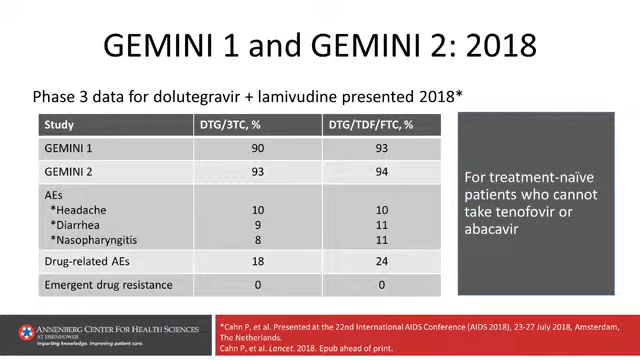 GEMINI 1 and GEMINI 2: 2018
Phase 3 data for dolutegravir + lamivudine presented 2018*
Study DTG/3TC, % DTG/TDF/FTC, %
GEMINI 1 90 93
GEMINI 2 93 94
AEs
*Headache 10 10
*Diarrhea 9 11
*Nasopharyngitis 8 11
Drug-related AEs 18 24
Emergent drug resistance 0 0
For treatment-naïve
patients who cannot
take tenofovir or
abacavir
ANNENBERG CENTER FOR HEALTH SCIENCES
AT EISENHOWER
Imparting knowledge. Improving patient care.
*Cahn P, et al. Presented at the 22nd International AIDS Conference (AIDS 2018), 23-27 July 2018, Amsterdam,
The Netherlands.
Cahn P, et al. Lancet. 2018. Epub ahead of print.